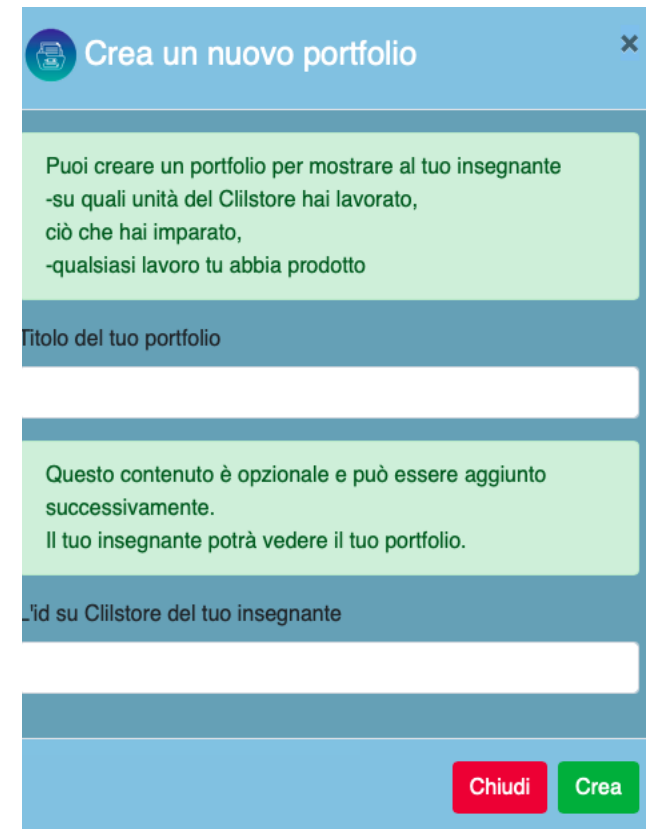 Crea un nuovo portfolio
×
Puoi creare un portfolio per mostrare al tuo insegnante
-su quali unità del Clilstore hai lavorato,
ciò che hai imparato,
-qualsiasi lavoro tu abbia prodotto
Titolo del tuo portfolio
Questo contenuto è opzionale e può essere aggiunto
successivamente.
Il tuo insegnante potrà vedere il tuo portfolio.
L'id su Clilstore del tuo insegnante
Chiudi Crea